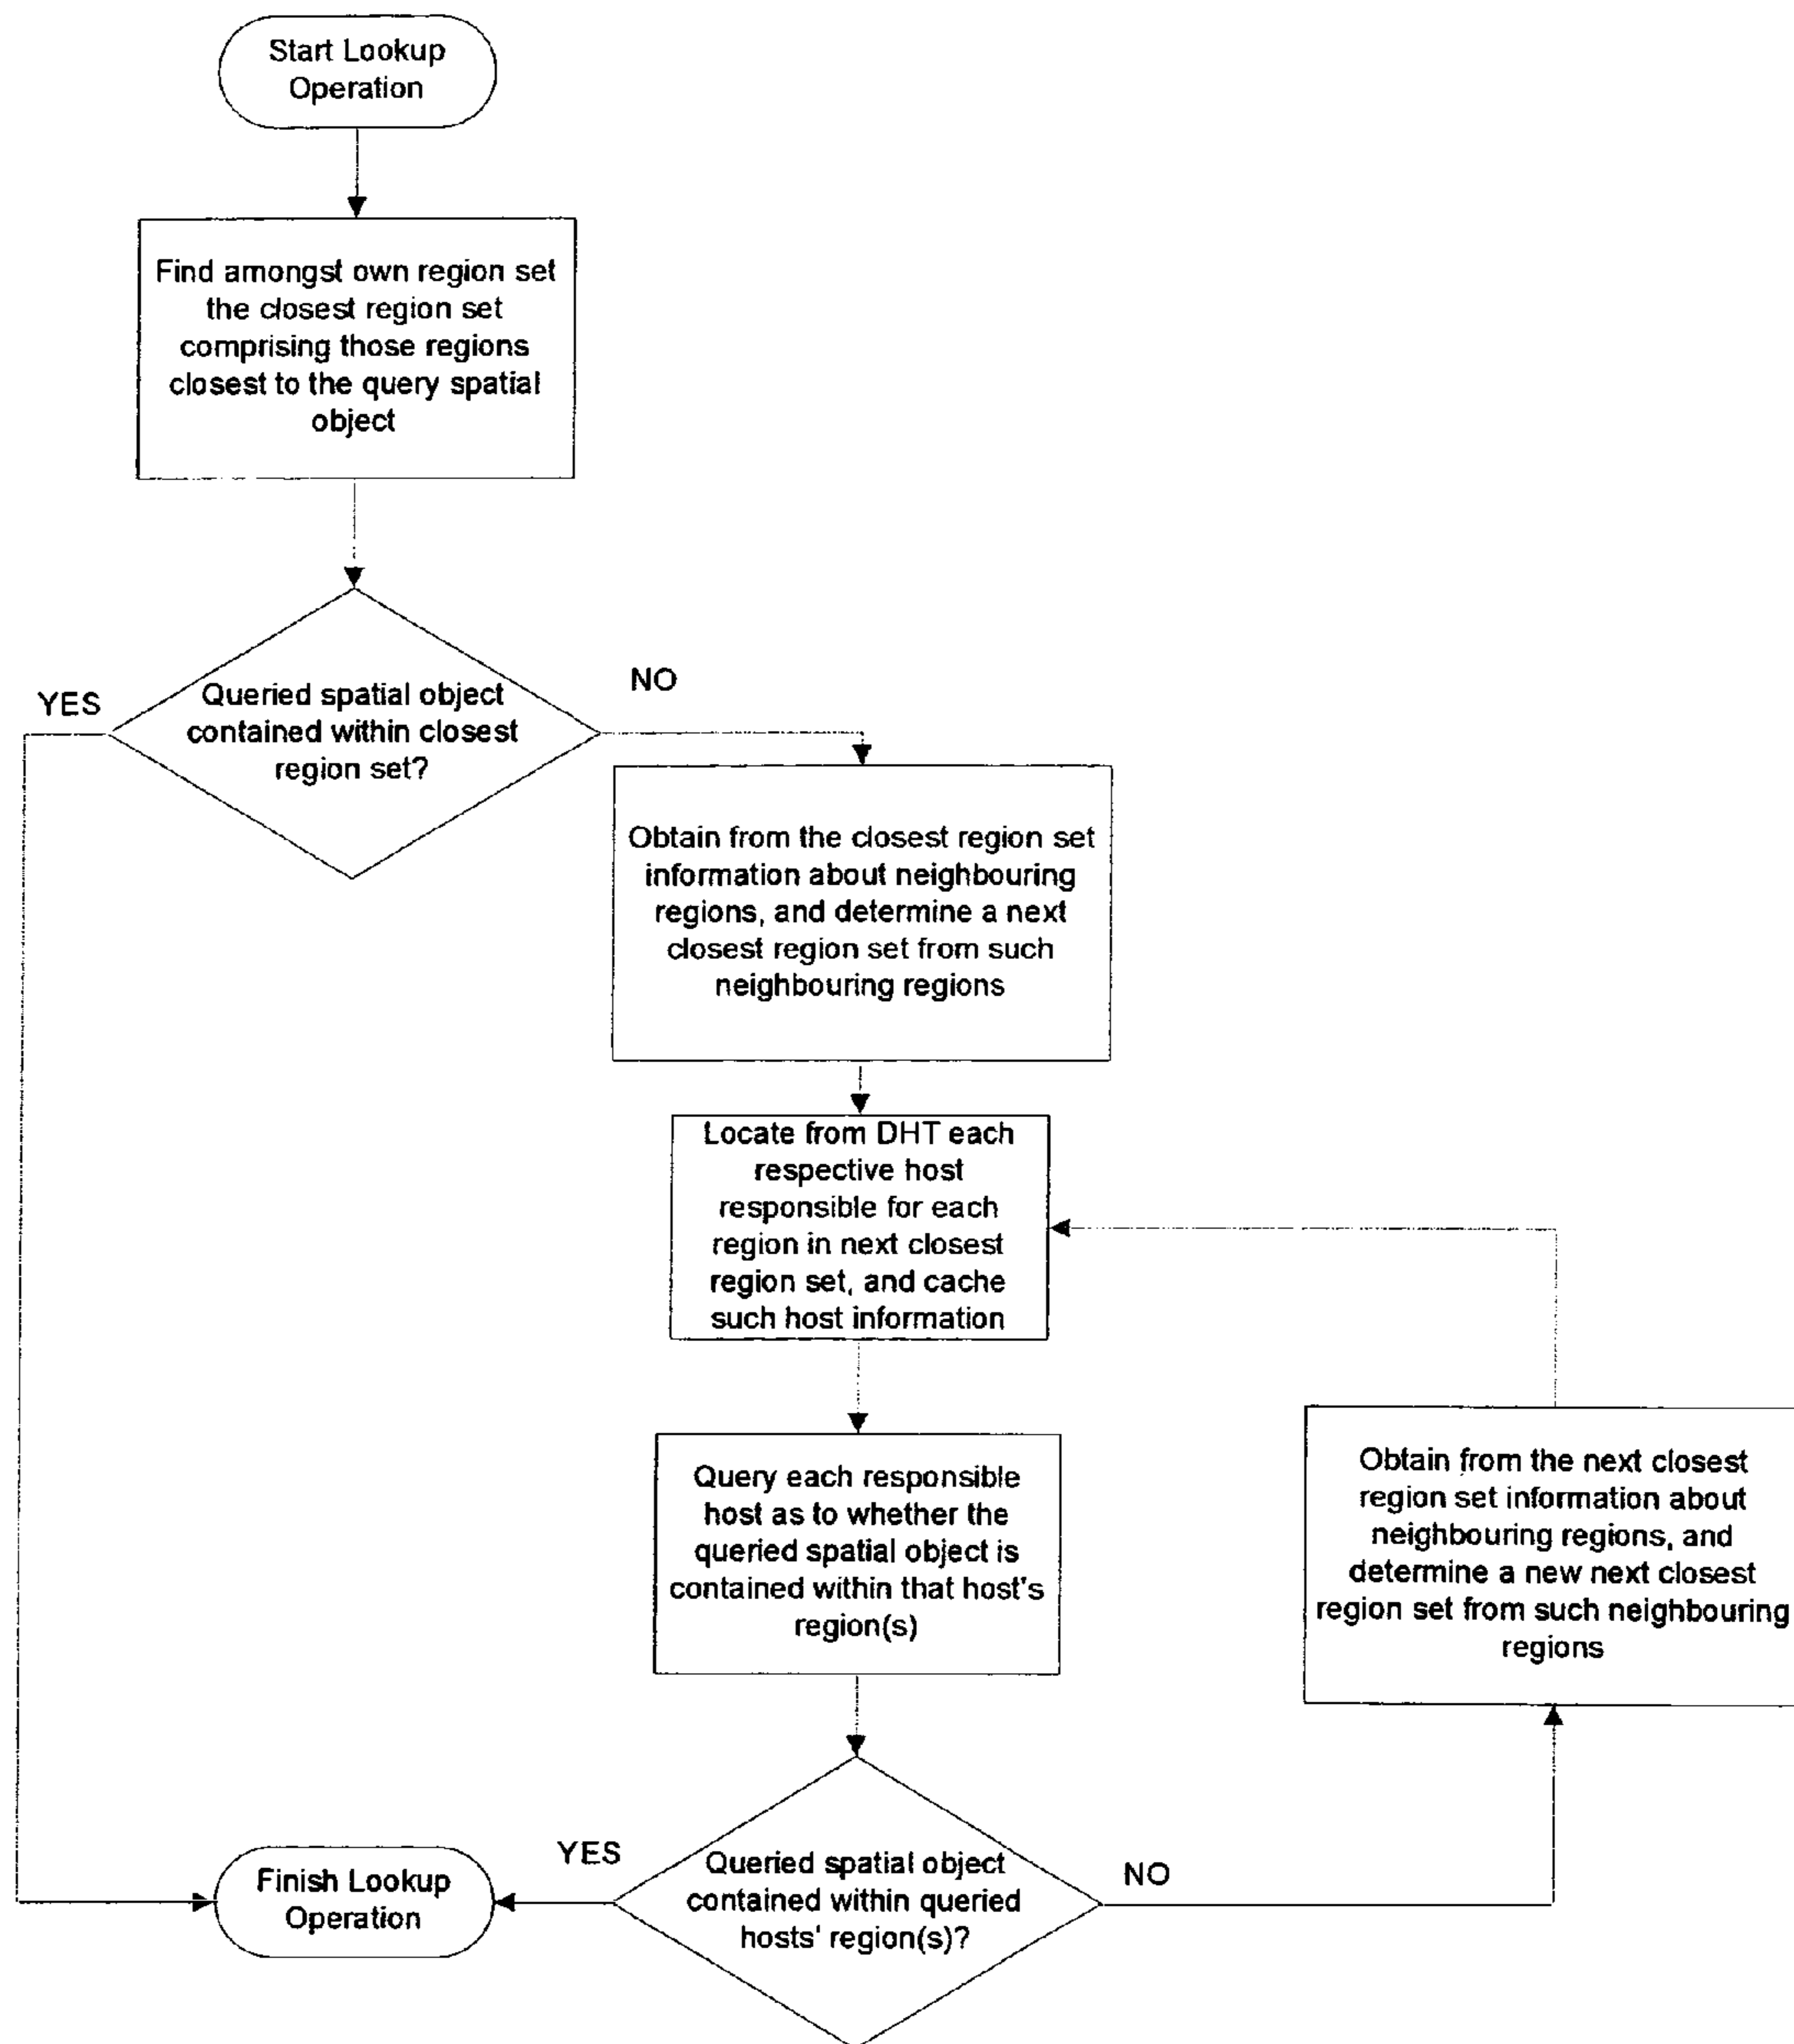 Start Lookup
Operation
Find amongst own region set
the closest region set
comprising those regions
closest to the query spatial
object
YES
Queried spatial object
contained within closest
region set?
NO
Obtain from the closest region set
information about neighbouring
regions, and determine a next
closest region set from such
neighbouring regions
Locate from DHT each
respective host
responsible for each
region in next closest
region set, and cache
such host information
Query each responsible
host as to whether the
queried spatial object is
contained within that host's
region(s)
Obtain from the next closest
region set information about
neighbouring regions, and
determine a new next closest
region set from such neighbouring
regions
Finish Lookup
Operation
YES
Queried spatial object
contained within queried
hosts' region(s)?
NO